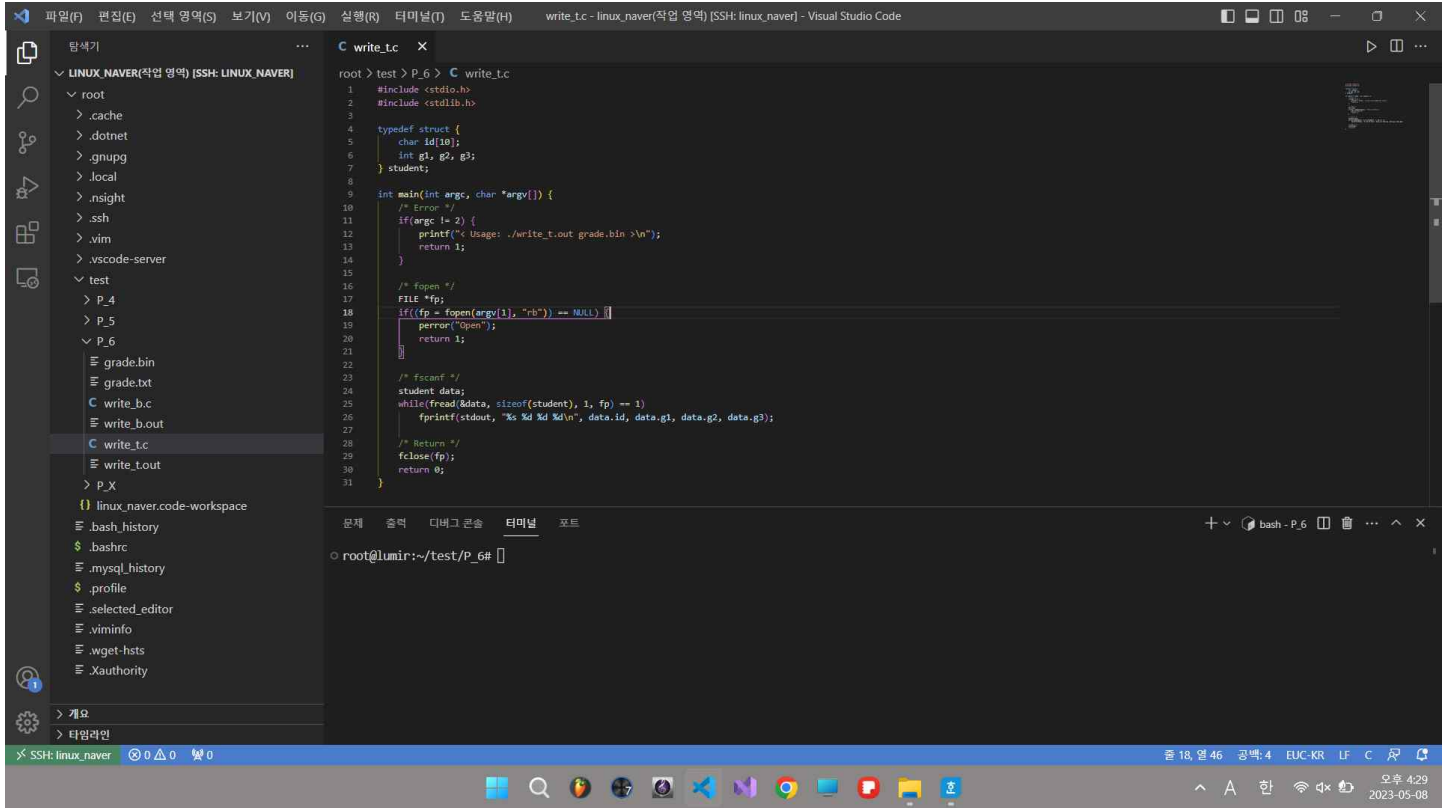 파일(F) 편집(E) 선택 영역(S) 보기(V) 이동(G) 실행(R) 터미널(T) 도움말(H) write_t.c - linux_naver(작업 영역) [SSH: linux_naver] - Visual Studio Code
탐색기
LINUX_NAVER(작업 영역) [SSH: LINUX_NAVER]
root
.cache
.dotnet
.gnupg
.local
.nsight
.ssh
.vim
.vscode-server
test
P_4
P_5
P_6
grade.bin
grade.txt
C write_b.c
write_b.out
C write_t.c
write_t.out
P_X
{} linux_naver.code-workspace
.bash_history
$ .bashrc
.mysql_history
$ .profile
.selected_editor
.viminfo
.wget-hsts
.Xauthority
개요
타임라인
C write_t.c
root > test > P_6 > C write_t.c
1 #include <stdio.h>
2 #include <stdlib.h>
3
4 typedef struct {
5 char id[10];
6 int g1, g2, g3;
7 } student;
8
9 int main(int argc, char *argv[]) {
10 /* Error */
11 if(argc != 2) {
12 printf("< Usage: ./write_t.out grade.bin >\n");
13 return 1;
14 }
15
16 /* fopen */
17 FILE *fp;
18 if((fp = fopen(argv[1], "rb")) == NULL) {
19 perror("Open");
20 return 1;
21 }
22
23 /* fscanf */
24 student data;
25 while(fread(&data, sizeof(student), 1, fp) == 1)
26 fprintf(stdout, "%s %d %d %d\n", data.id, data.g1, data.g2, data.g3);
27
28 /* Return */
29 fclose(fp);
30 return 0;
31 }
문제 출력 디버그 콘솔 터미널 포트
bash - P_6
root@lumir:~/test/P_6#
1
SSH: linux_naver 0 0 0
줄 18, 열 46 공백: 4 EUC-KR LF C
A 한
오후 4:29
2023-05-08